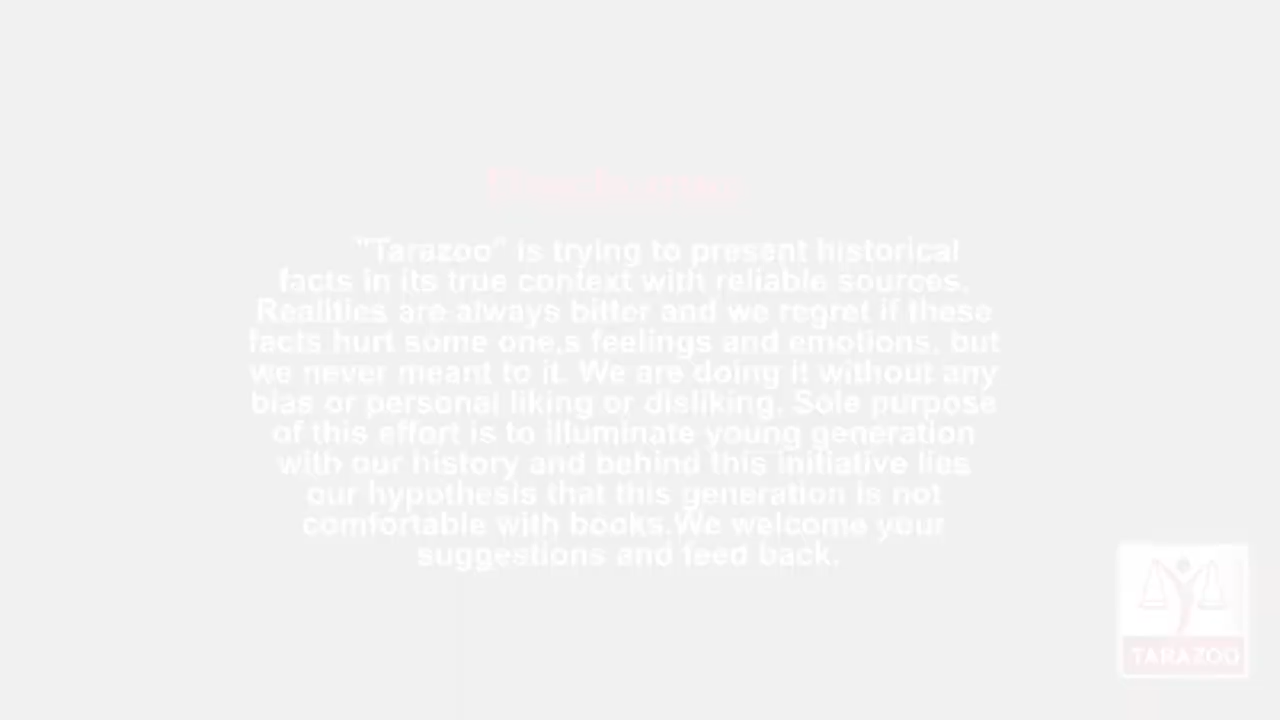 Disclaimer
"Tarazoo" is trying to present historical
facts in its true context with reliable sources.
Realities are always bitter and we regret if these
facts hurt some one,s feelings and emotions, but
we never meant to it. We are doing it without any
bias or personal liking or disliking. Sole purpose
of this effort is to illuminate young generation
with our history and behind this initiative lies
our hypothesis that this generation is not
comfortable with books.We welcome your
suggestions and feed back.
TARAZOO